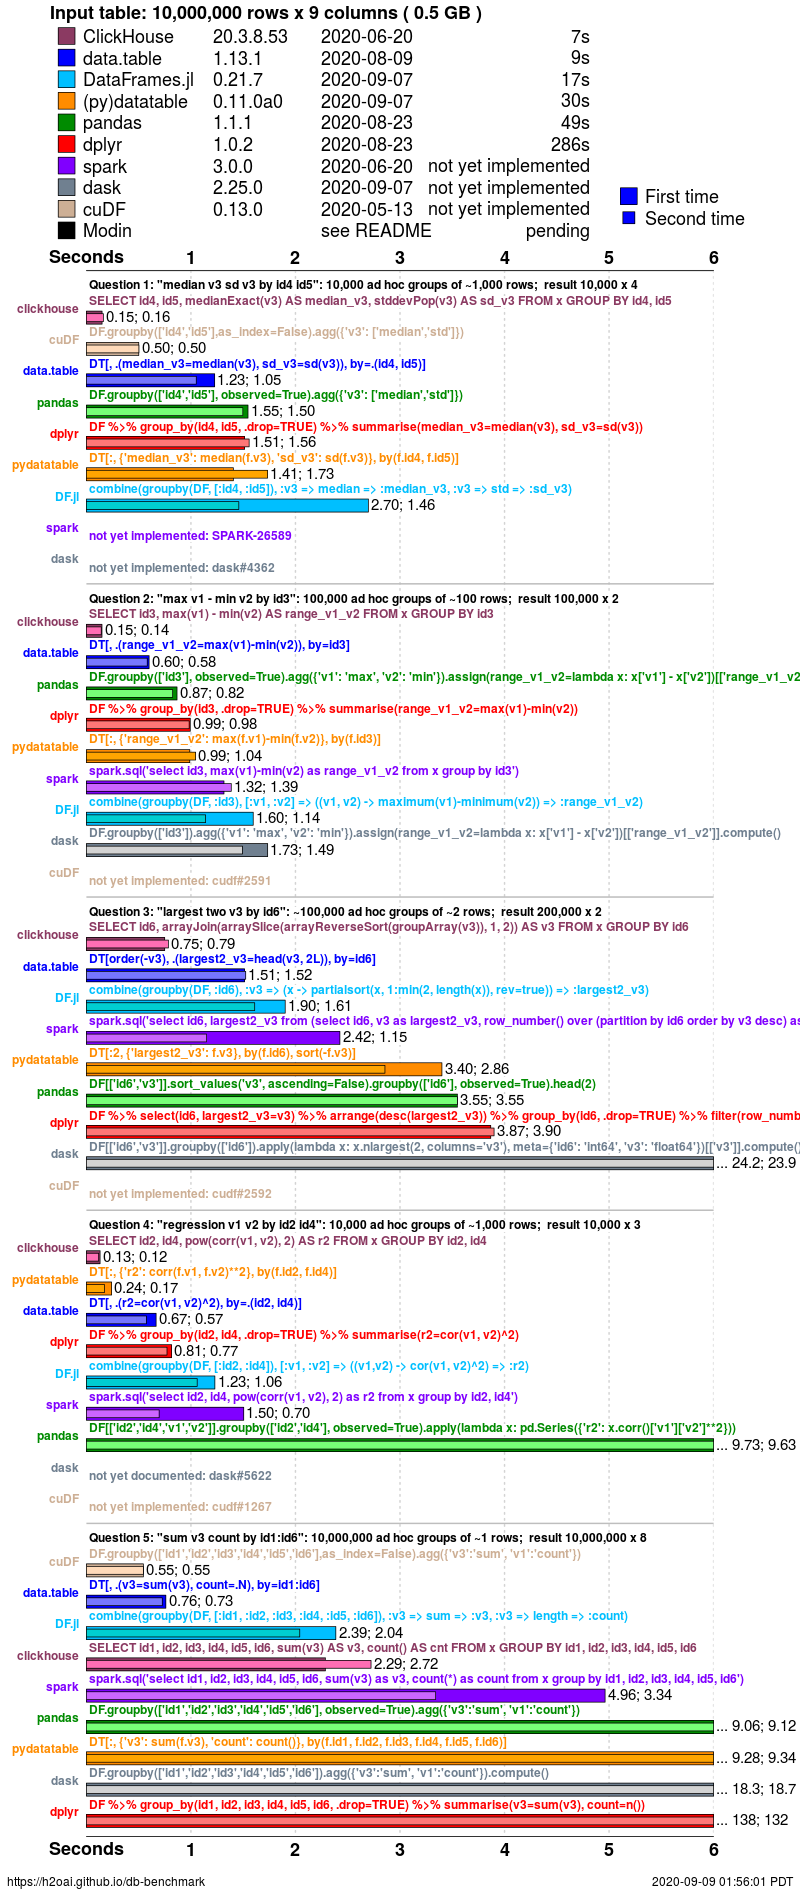 Input table: 10,000,000 rows x 9 columns ( 0.5 GB )
ClickHouse 20.3.8.53 2020-06-20 7s
data.table 1.13.1 2020-08-09 9s
DataFrames.jl 0.21.7 2020-09-07 17s
(py)datatable 0.11.0a0 2020-09-07 30s
pandas 1.1.1 2020-08-23 49s
dplyr 1.0.2 2020-08-23 286s
spark 3.0.0 2020-06-20 not yet implemented
dask 2.25.0 2020-09-07 not yet implemented
cuDF 0.13.0 2020-05-13 not yet implemented
Modin see README pending
First time
Second time
Seconds 1 2 3 4 5 6
Question 1: "median v3 sd v3 by id4 id5": 10,000 ad hoc groups of ~1,000 rows; result 10,000 x 4
SELECT id4, id5, medianExact(v3) AS median_v3, stddevPop(v3) AS sd_v3 FROM x GROUP BY id4, id5
clickhouse 0.15; 0.16
DF.groupby(['id4','id5'],as_index=False).agg({'v3': ['median','std']})
cuDF 0.50; 0.50
DT[, .(median_v3=median(v3), sd_v3=sd(v3)), by=.(id4, id5)]
data.table 1.23; 1.05
DF.groupby(['id4','id5'], observed=True).agg({'v3': ['median','std']})
pandas 1.55; 1.50
DF %>% group_by(id4, id5, .drop=TRUE) %>% summarise(median_v3=median(v3), sd_v3=sd(v3))
dplyr 1.51; 1.56
DT[:, {'median_v3': median(f.v3), 'sd_v3': sd(f.v3)}, by(f.id4, f.id5)]
pydatatable 1.41; 1.73
combine(groupby(DF, [:id4, :id5]), :v3 => median => :median_v3, :v3 => std => :sd_v3)
DF.jl 2.70; 1.46
spark not yet implemented: SPARK-26589
dask not yet implemented: dask#4362
Question 2: "max v1 - min v2 by id3": 100,000 ad hoc groups of ~100 rows; result 100,000 x 2
SELECT id3, max(v1) - min(v2) AS range_v1_v2 FROM x GROUP BY id3
clickhouse 0.15; 0.14
DT[, .(range_v1_v2=max(v1)-min(v2)), by=id3]
data.table 0.60; 0.58
DF.groupby(['id3'], observed=True).agg({'v1': 'max', 'v2': 'min'}).assign(range_v1_v2=lambda x: x['v1'] - x['v2'])[['range_v1_v2
pandas 0.87; 0.82
DF %>% group_by(id3, .drop=TRUE) %>% summarise(range_v1_v2=max(v1)-min(v2))
dplyr 0.99; 0.98
DT[:, {'range_v1_v2': max(f.v1)-min(f.v2)}, by(f.id3)]
pydatatable 0.99; 1.04
spark.sql('select id3, max(v1)-min(v2) as range_v1_v2 from x group by id3')
spark 1.32; 1.39
combine(groupby(DF, :id3), [:v1, :v2] => ((v1, v2) -> maximum(v1)-minimum(v2)) => :range_v1_v2)
DF.jl 1.60; 1.14
DF.groupby(['id3']).agg({'v1': 'max', 'v2': 'min'}).assign(range_v1_v2=lambda x: x['v1'] - x['v2'])[['range_v1_v2']].compute()
dask 1.73; 1.49
cuDF not yet implemented: cudf#2591
Question 3: "largest two v3 by id6": ~100,000 ad hoc groups of ~2 rows; result 200,000 x 2
SELECT id6, arrayJoin(arraySlice(arrayReverseSort(groupArray(v3)), 1, 2)) AS v3 FROM x GROUP BY id6
clickhouse 0.75; 0.79
DT[order(-v3), .(largest2_v3=head(v3, 2L)), by=id6]
data.table 1.51; 1.52
combine(groupby(DF, :id6), :v3 => (x -> partialsort(x, 1:min(2, length(x)), rev=true)) => :largest2_v3)
DF.jl 1.90; 1.61
spark.sql('select id6, largest2_v3 from (select id6, v3 as largest2_v3, row_number() over (partition by id6 order by v3 desc) as
spark 2.42; 1.15
DT[:2, {'largest2_v3': f.v3}, by(f.id6), sort(-f.v3)]
pydatatable 3.40; 2.86
DF[['id6','v3']].sort_values('v3', ascending=False).groupby(['id6'], observed=True).head(2)
pandas 3.55; 3.55
DF %>% select(id6, largest2_v3=v3) %>% arrange(desc(largest2_v3)) %>% group_by(id6, .drop=TRUE) %>% filter(row_numb
dplyr 3.87; 3.90
DF[['id6','v3']].groupby(['id6']).apply(lambda x: x.nlargest(2, columns='v3'), meta={'id6': 'int64', 'v3': 'float64'})[['v3']].compute()
dask ... 24.2; 23.9
cuDF not yet implemented: cudf#2592
Question 4: "regression v1 v2 by id2 id4": 10,000 ad hoc groups of ~1,000 rows; result 10,000 x 3
SELECT id2, id4, pow(corr(v1, v2), 2) AS r2 FROM x GROUP BY id2, id4
clickhouse 0.13; 0.12
DT[:, {'r2': corr(f.v1, f.v2)**2}, by(f.id2, f.id4)]
pydatatable 0.24; 0.17
DT[, .(r2=cor(v1, v2)^2), by=.(id2, id4)]
data.table 0.67; 0.57
DF %>% group_by(id2, id4, .drop=TRUE) %>% summarise(r2=cor(v1, v2)^2)
dplyr 0.81; 0.77
combine(groupby(DF, [:id2, :id4]), [:v1, :v2] => ((v1,v2) -> cor(v1, v2)^2) => :r2)
DF.jl 1.23; 1.06
spark.sql('select id2, id4, pow(corr(v1, v2), 2) as r2 from x group by id2, id4')
spark 1.50; 0.70
DF[['id2','id4','v1','v2']].groupby(['id2','id4'], observed=True).apply(lambda x: pd.Series({'r2': x.corr()['v1']['v2']**2}))
pandas ... 9.73; 9.63
dask not yet documented: dask#5622
cuDF not yet implemented: cudf#1267
Question 5: "sum v3 count by id1:id6": 10,000,000 ad hoc groups of ~1 rows; result 10,000,000 x 8
DF.groupby(['id1','id2','id3','id4','id5','id6'],as_index=False).agg({'v3':'sum', 'v1':'count'})
cuDF 0.55; 0.55
DT[, .(v3=sum(v3), count=.N), by=id1:id6]
data.table 0.76; 0.73
combine(groupby(DF, [:id1, :id2, :id3, :id4, :id5, :id6]), :v3 => sum => :v3, :v3 => length => :count)
DF.jl 2.39; 2.04
SELECT id1, id2, id3, id4, id5, id6, sum(v3) AS v3, count() AS cnt FROM x GROUP BY id1, id2, id3, id4, id5, id6
clickhouse 2.29; 2.72
spark.sql('select id1, id2, id3, id4, id5, id6, sum(v3) as v3, count(*) as count from x group by id1, id2, id3, id4, id5, id6')
spark 4.96; 3.34
DF.groupby(['id1','id2','id3','id4','id5','id6'], observed=True).agg({'v3':'sum', 'v1':'count'})
pandas ... 9.06; 9.12
DT[:, {'v3': sum(f.v3), 'count': count()}, by(f.id1, f.id2, f.id3, f.id4, f.id5, f.id6)]
pydatatable ... 9.28; 9.34
DF.groupby(['id1','id2','id3','id4','id5','id6']).agg({'v3':'sum', 'v1':'count'}).compute()
dask ... 18.3; 18.7
DF %>% group_by(id1, id2, id3, id4, id5, id6, .drop=TRUE) %>% summarise(v3=sum(v3), count=n())
dplyr ... 138; 132
Seconds 1 2 3 4 5 6
https://h2oai.github.io/db-benchmark 2020-09-09 01:56:01 PDT